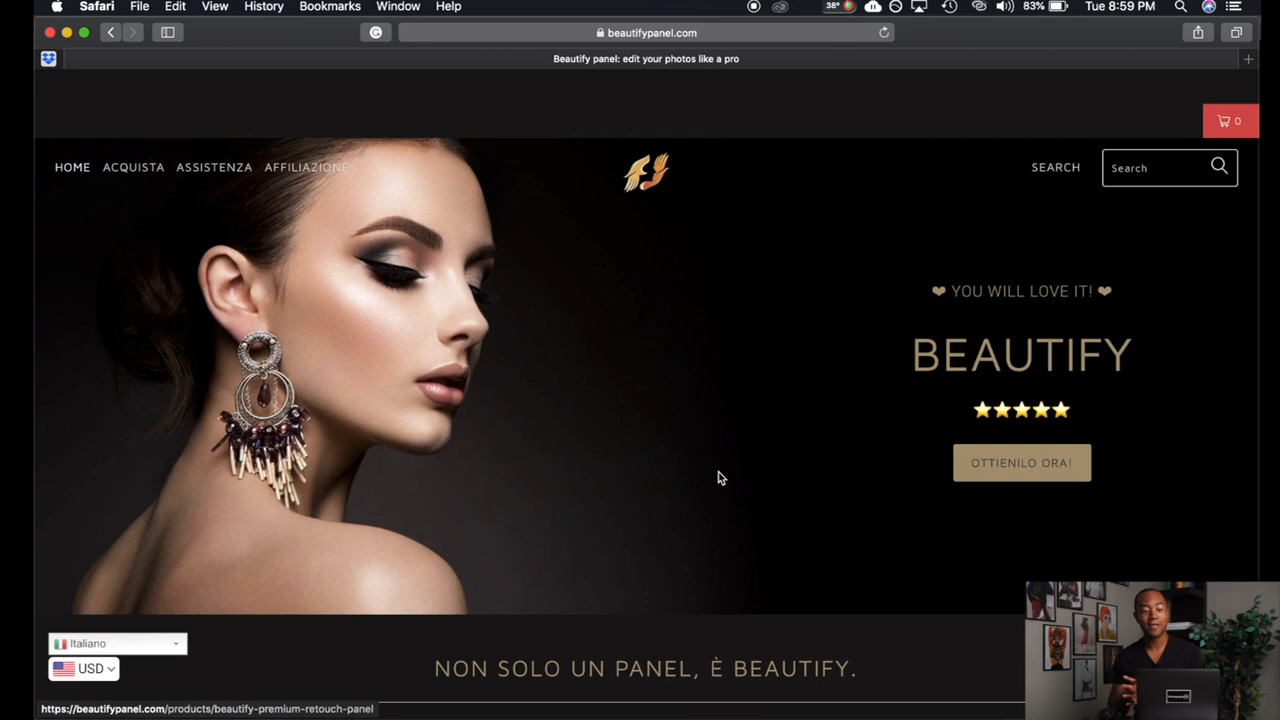 Safari File Edit View History Bookmarks Window Help 38° 83% Tue 8:59 PM
beautifypanel.com
Beautify panel: edit your photos like a pro
0
HOME ACQUISTA ASSISTENZA AFFILIAZIONE SEARCH Search
❤ YOU WILL LOVE IT! ❤
BEAUTIFY
OTTIENILO ORA!
Italiano
USD
NON SOLO UN PANEL, È BEAUTIFY.
https://beautifypanel.com/products/beautify-premium-retouch-panel